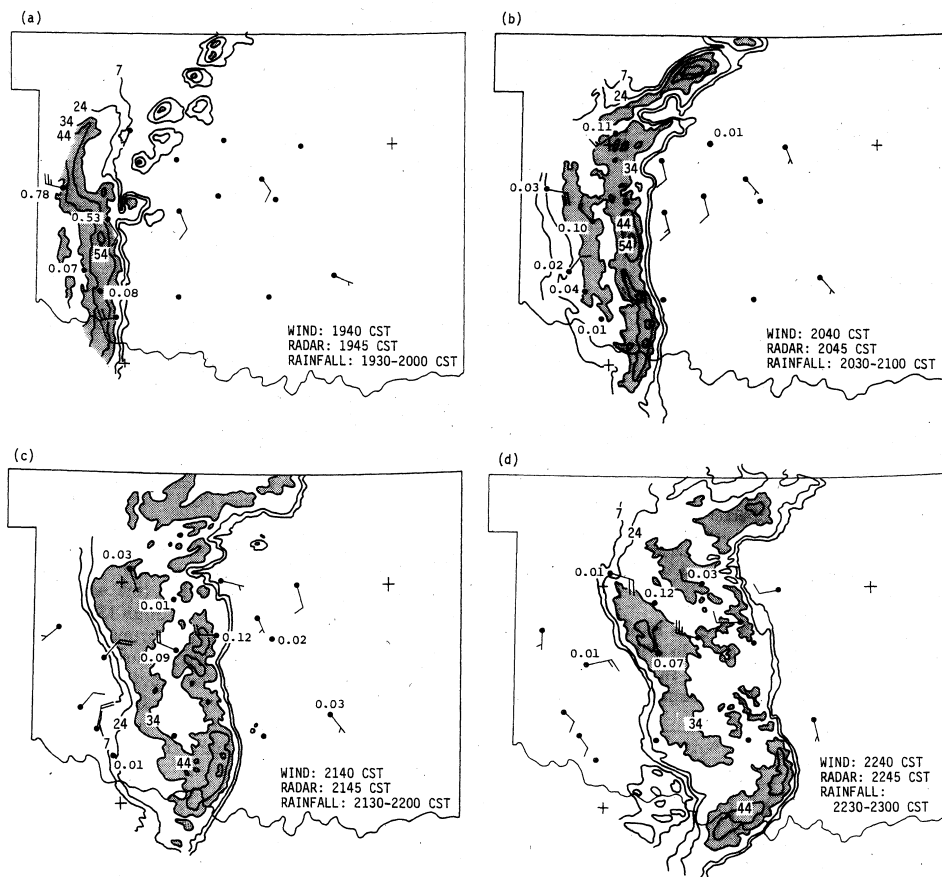 (a)
7
24
34
44
0.78
0.53
54
0.07
0.08
WIND: 1940 CST
RADAR: 1945 CST
RAINFALL: 1930-2000 CST
(b)
7
24
0.11
0.01
34
0.03
0.10
44
54
0.02
0.04
0.01
WIND: 2040 CST
RADAR: 2045 CST
RAINFALL: 2030-2100 CST
(c)
0.03
0.01
0.12
0.02
0.09
0.03
34
24
7
44
0.01
WIND: 2140 CST
RADAR: 2145 CST
RAINFALL: 2130-2200 CST
(d)
7
24
0.01
0.03
0.12
0.01
0.07
34
44
WIND: 2240 CST
RADAR: 2245 CST
RAINFALL:
2230-2300 CST